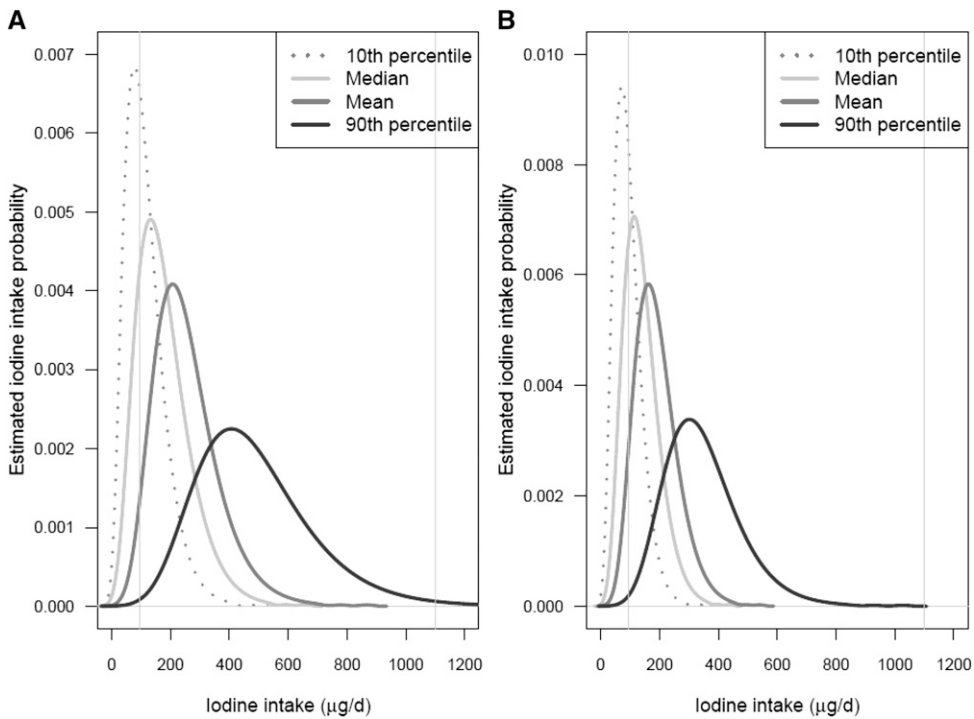 A
Estimated iodine intake probability
0.007
0.006
0.005
0.004
0.003
0.002
0.001
0.000
10th percentile
Median
Mean
90th percentile
0 200 400 600 800 1000 1200
Iodine intake (μg/d)
B
Estimated iodine intake probability
0.010
0.008
0.006
0.004
0.002
0.000
10th percentile
Median
Mean
90th percentile
0 200 400 600 800 1000 1200
Iodine intake (μg/d)